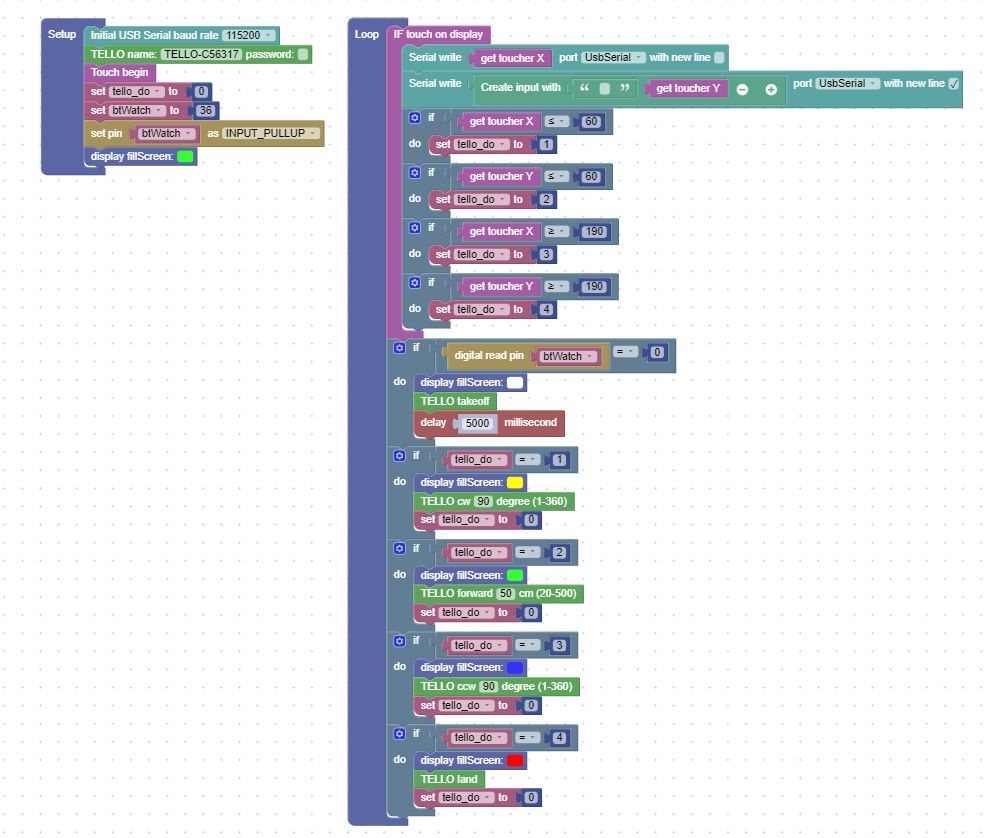 Setup
Initial USB Serial baud rate 115200
TELLO name: TELLO-C56317 password:
Touch begin
set tello_do to 0
set btWatch to 36
set pin btWatch as INPUT_PULLUP
display fillScreen:
Loop
IF touch on display
Serial write get toucher X port UsbSerial with new line
Serial write Create input with “ ” get toucher Y port UsbSerial with new line
if get toucher X ≤ 60
do set tello_do to 1
if get toucher Y ≤ 60
do set tello_do to 2
if get toucher X ≥ 190
do set tello_do to 3
if get toucher Y ≥ 190
do set tello_do to 4
if digital read pin btWatch = 0
do display fillScreen:
TELLO takeoff
delay 5000 millisecond
if tello_do = 1
do display fillScreen:
TELLO cw 90 degree (1-360)
set tello_do to 0
if tello_do = 2
do display fillScreen:
TELLO forward 50 cm (20-500)
set tello_do to 0
if tello_do = 3
do display fillScreen:
TELLO ccw 90 degree (1-360)
set tello_do to 0
if tello_do = 4
do display fillScreen:
TELLO land
set tello_do to 0